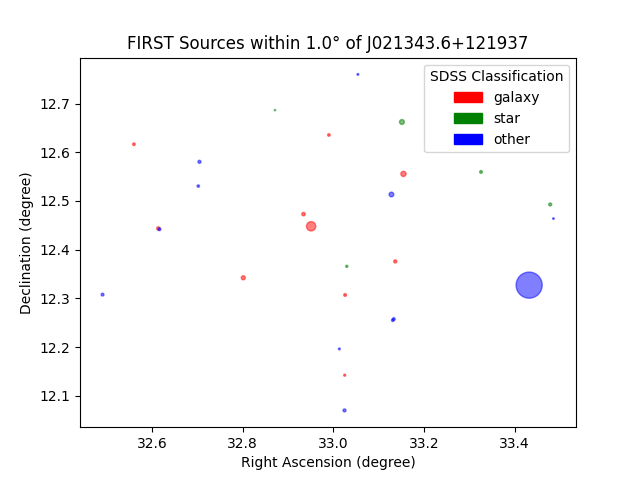 FIRST Sources within 1.0° of J021343.6+121937
SDSS Classification
galaxy
star
other
12.7
12.6
12.5
12.4
12.3
12.2
12.1
Declination (degree)
32.6 32.8 33.0 33.2 33.4
Right Ascension (degree)